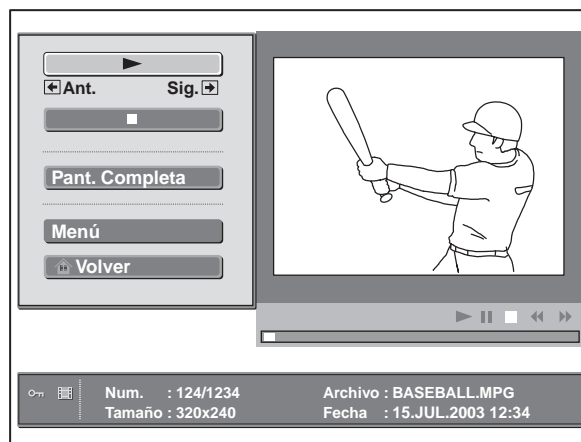 Ant. Sig.
Pant. Completa
Menú
Volver
Num. : 124/1234 Archivo : BASEBALL.MPG
Tamaño : 320x240 Fecha : 15.JUL.2003 12:34